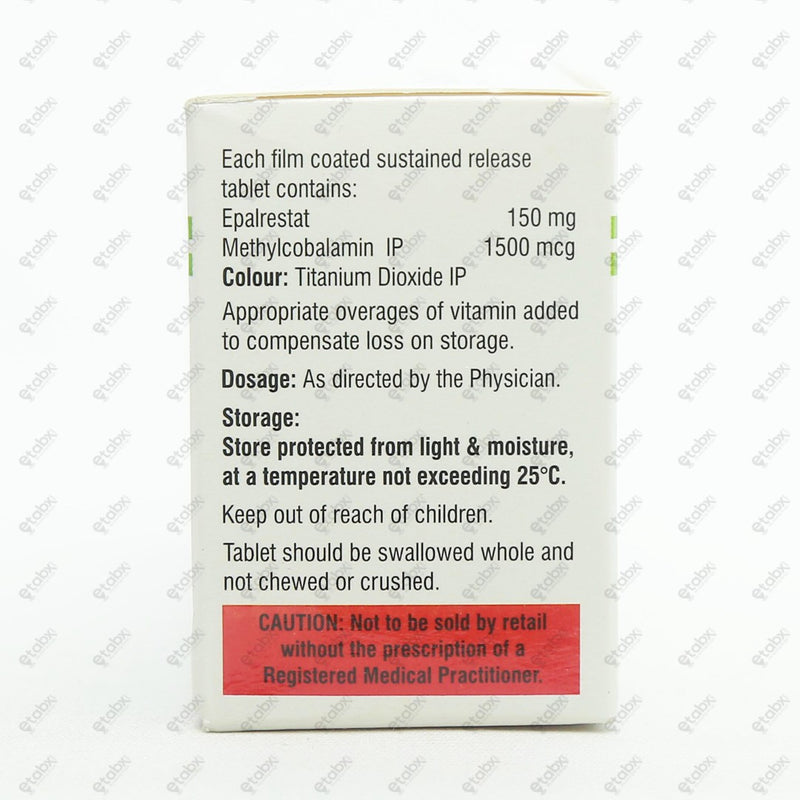 Each film coated sustained release
tablet contains:
Epalrestat 150 mg
Methylcobalamin IP 1500 mcg
Colour: Titanium Dioxide IP
Appropriate overages of vitamin added
to compensate loss on storage.
Dosage: As directed by the Physician.
Storage:
Store protected from light & moisture,
at a temperature not exceeding 25°C.
Keep out of reach of children.
Tablet should be swallowed whole and
not chewed or crushed.
CAUTION: Not to be sold by retail
without the prescription of a
Registered Medical Practitioner.
etabx